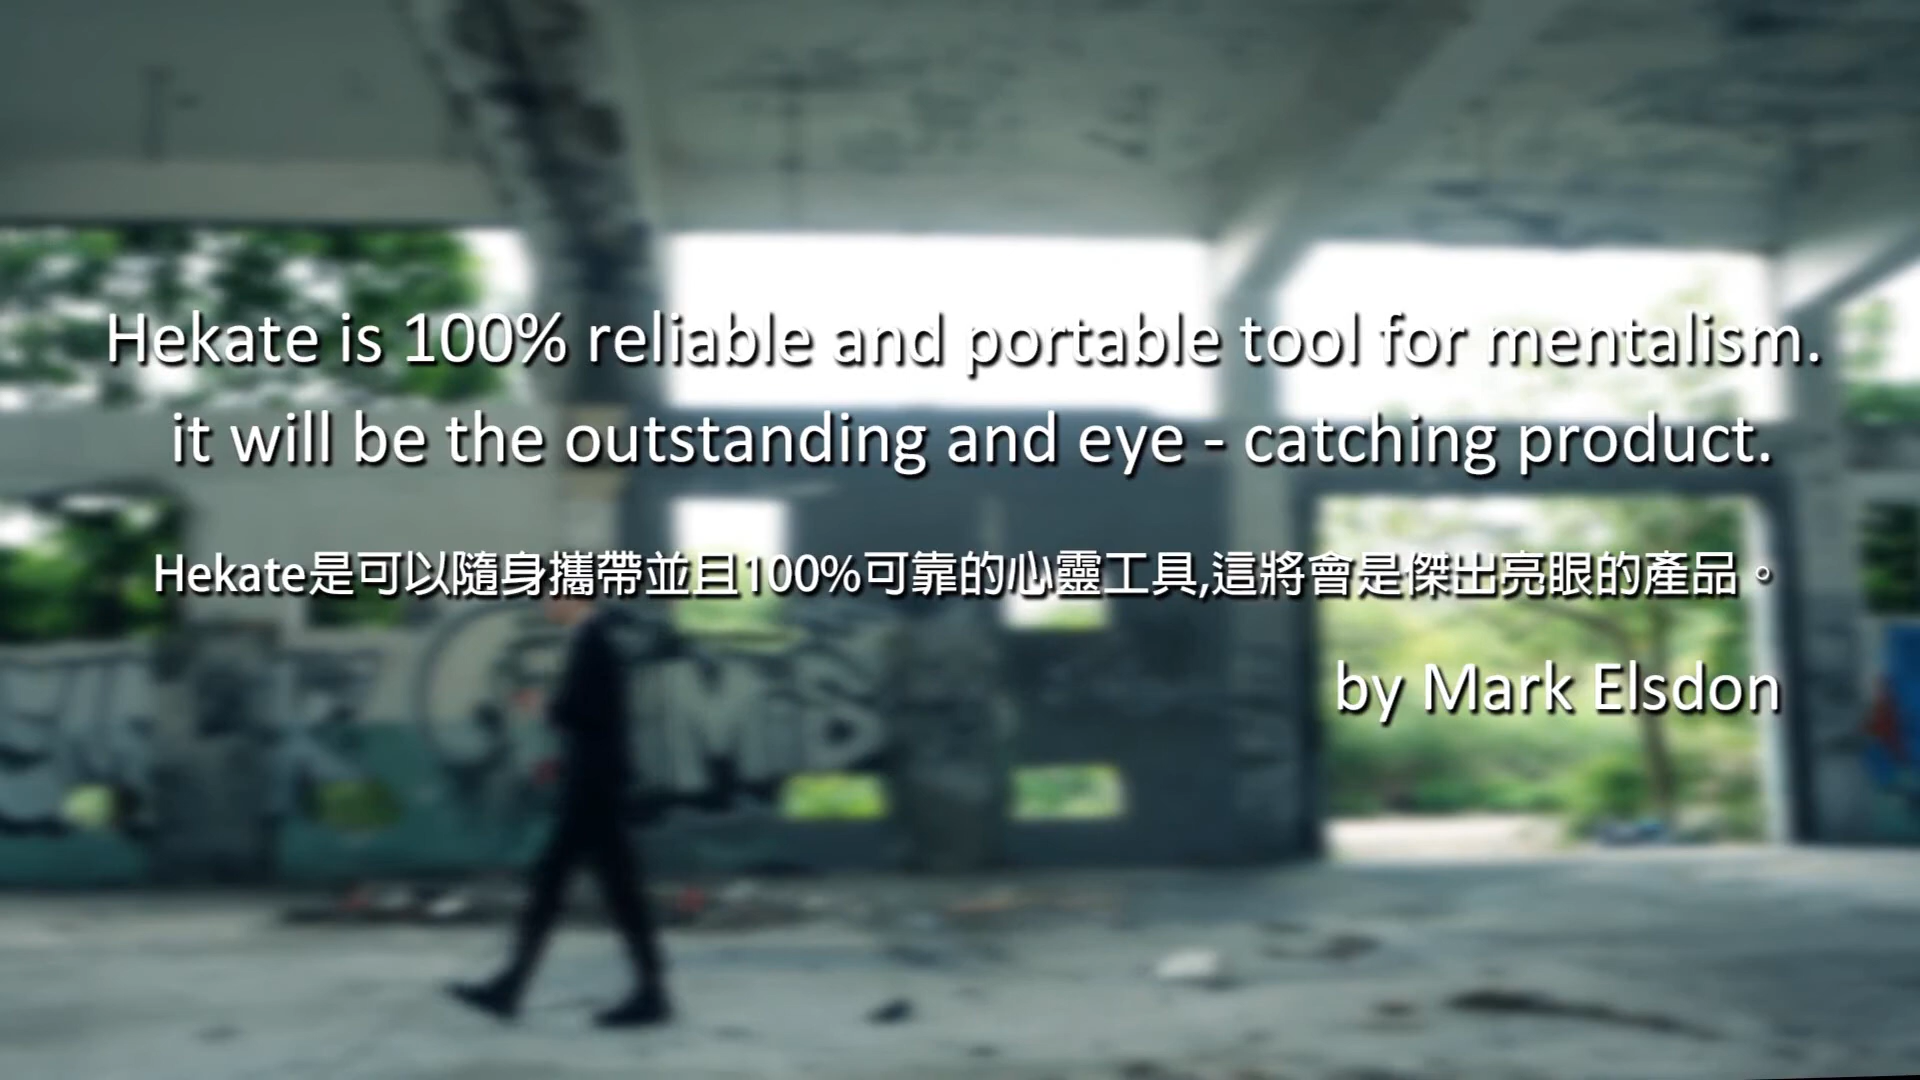 Hekate is 100% reliable and portable tool for mentalism.
it will be the outstanding and eye - catching product.
Hekate是可以隨身攜帶並且100%可靠的心靈工具,這將會是傑出亮眼的產品。
by Mark Elsdon